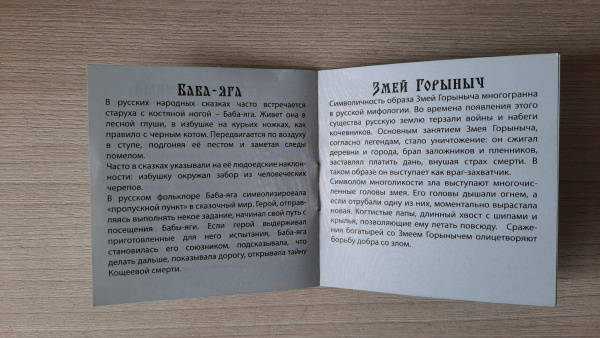 Баба-яга
В русских народных сказках часто встречается
старуха с костяной ногой – Баба-яга. Живет она в
лесной глуши, в избушке на курьих ножках, как
правило с черным котом. Передвигается по воздуху
в ступе, подгоняя её пестом и заметая следы
помелом.
Часто в сказках указывали на её людоедские наклон-
ности: избушку окружал забор из человеческих
черепов.
В русском фольклоре Баба-яга символизировала
«пропускной пункт» в сказочный мир. Герой, отправ-
ляясь выполнять некое задание, начинал свой путь с
посещения Бабы-яги. Если герой выдерживал
приготовленные для него испытания, Баба-яга
становилась его союзником, подсказывала, что
делать дальше, показывала дорогу, открывала тайну
Кощеевой смерти.
Змей Горыныч
Символичность образа Змей Горыныча многогранна
в русской мифологии. Во времена появления этого
существа русскую землю терзали войны и набеги
кочевников. Основным занятием Змея Горыныча,
согласно легендам, стало уничтожение: он сжигал
деревни и города, брал заложников и пленников,
заставлял платить дань, внушая страх смерти. В
таком образе он выступает как враг-захватчик.
Символом многоликости зла выступают многочис-
ленные головы змея. Его головы дышали огнем, а
если отрубали одну из них, моментально вырастала
новая. Когтистые лапы, длинный хвост с шипами и
крылья, позволяющие ему летать повсюду. Сраже-
ния богатырей со Змеем Горынычем олицетворяют
борьбу добра со злом.